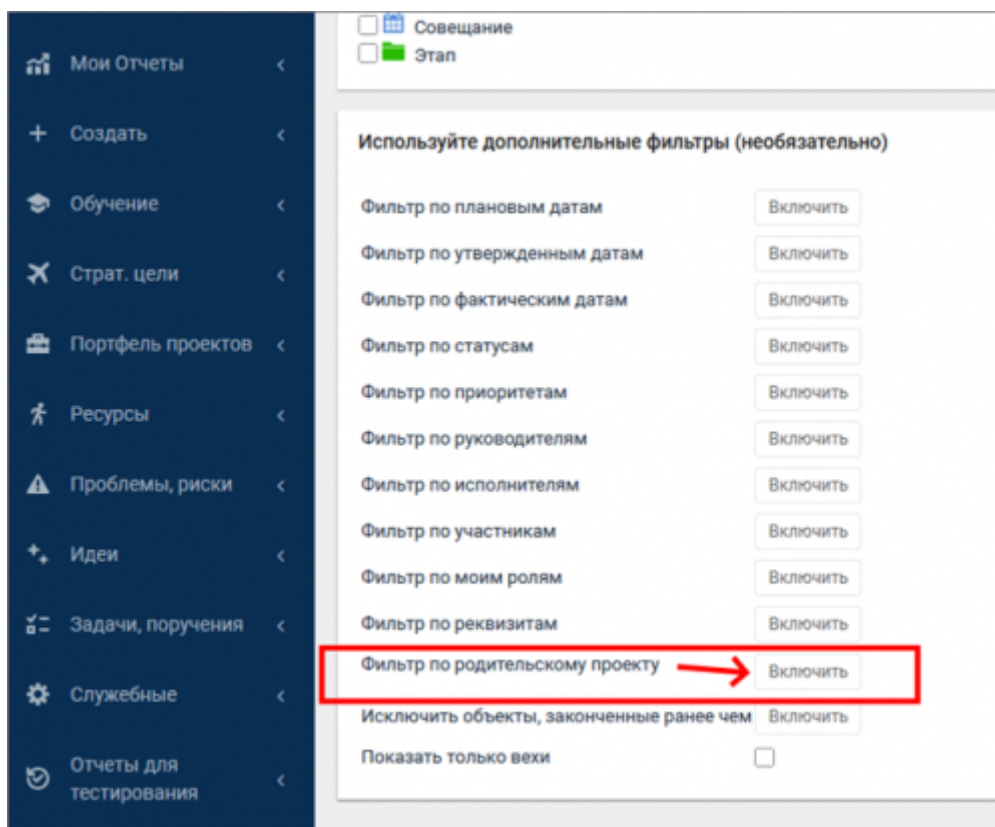 Мои Отчеты
Создать
Обучение
Страт. цели
Портфель проектов
Ресурсы
Проблемы, риски
Идеи
Задачи, поручения
Служебные
Отчеты для
тестирования
Совещание
Этап
Используйте дополнительные фильтры (необязательно)
Фильтр по плановым датам Включить
Фильтр по утвержденным датам Включить
Фильтр по фактическим датам Включить
Фильтр по статусам Включить
Фильтр по приоритетам Включить
Фильтр по руководителям Включить
Фильтр по исполнителям Включить
Фильтр по участникам Включить
Фильтр по моим ролям Включить
Фильтр по реквизитам Включить
Фильтр по родительскому проекту Включить
Исключить объекты, законченные ранее чем Включить
Показать только вехи